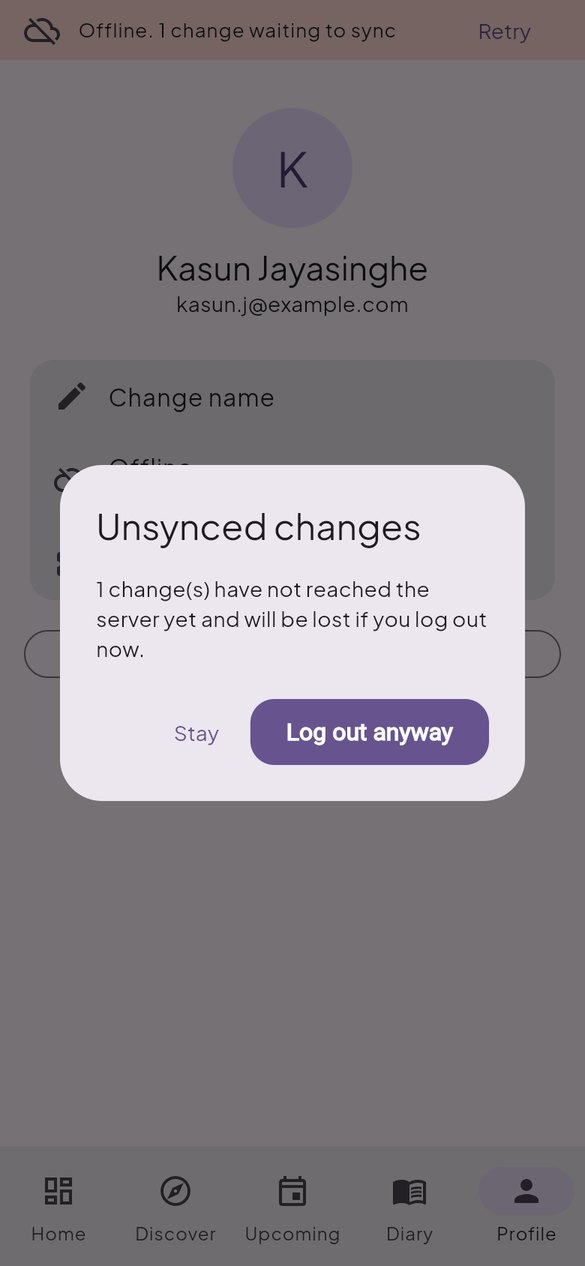 Offline. 1 change waiting to sync
Retry
K
Kasun Jayasinghe
kasun.j@example.com
Change name
Offline
Unsynced changes
1 change(s) have not reached the
server yet and will be lost if you log out
now.
Stay
Log out anyway
Home
Discover
Upcoming
Diary
Profile